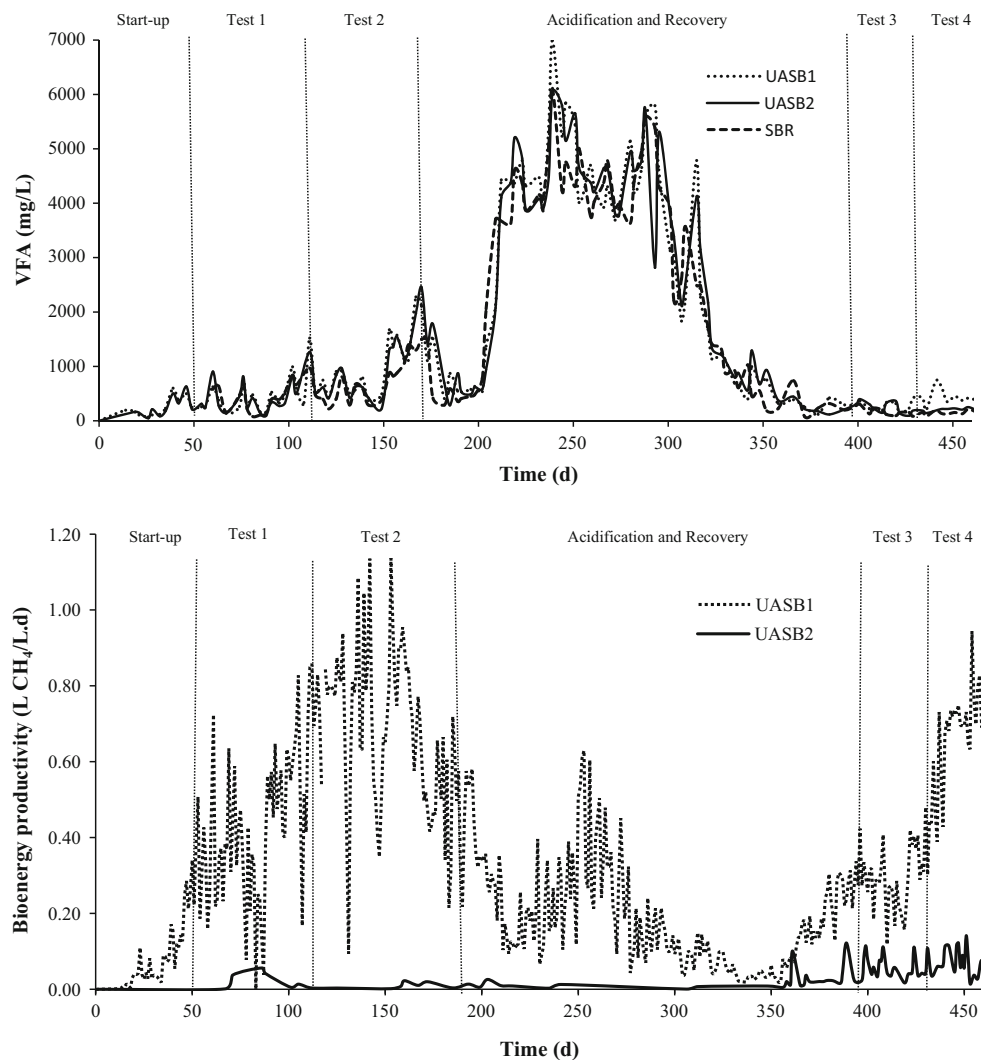 Start-up Test 1 Test 2 Acidification and Recovery Test 3 Test 4
7000
6000
5000
4000
3000
2000
1000
0
VFA (mg/L)
UASB1
UASB2
SBR
0 50 100 150 200 250 300 350 400 450
Time (d)
Start-up Test 1 Test 2 Acidification and Recovery Test 3 Test 4
1.20
1.00
0.80
0.60
0.40
0.20
0.00
Bioenergy productivity (L CH₄/L.d)
UASB1
UASB2
0 50 100 150 200 250 300 350 400 450
Time (d)